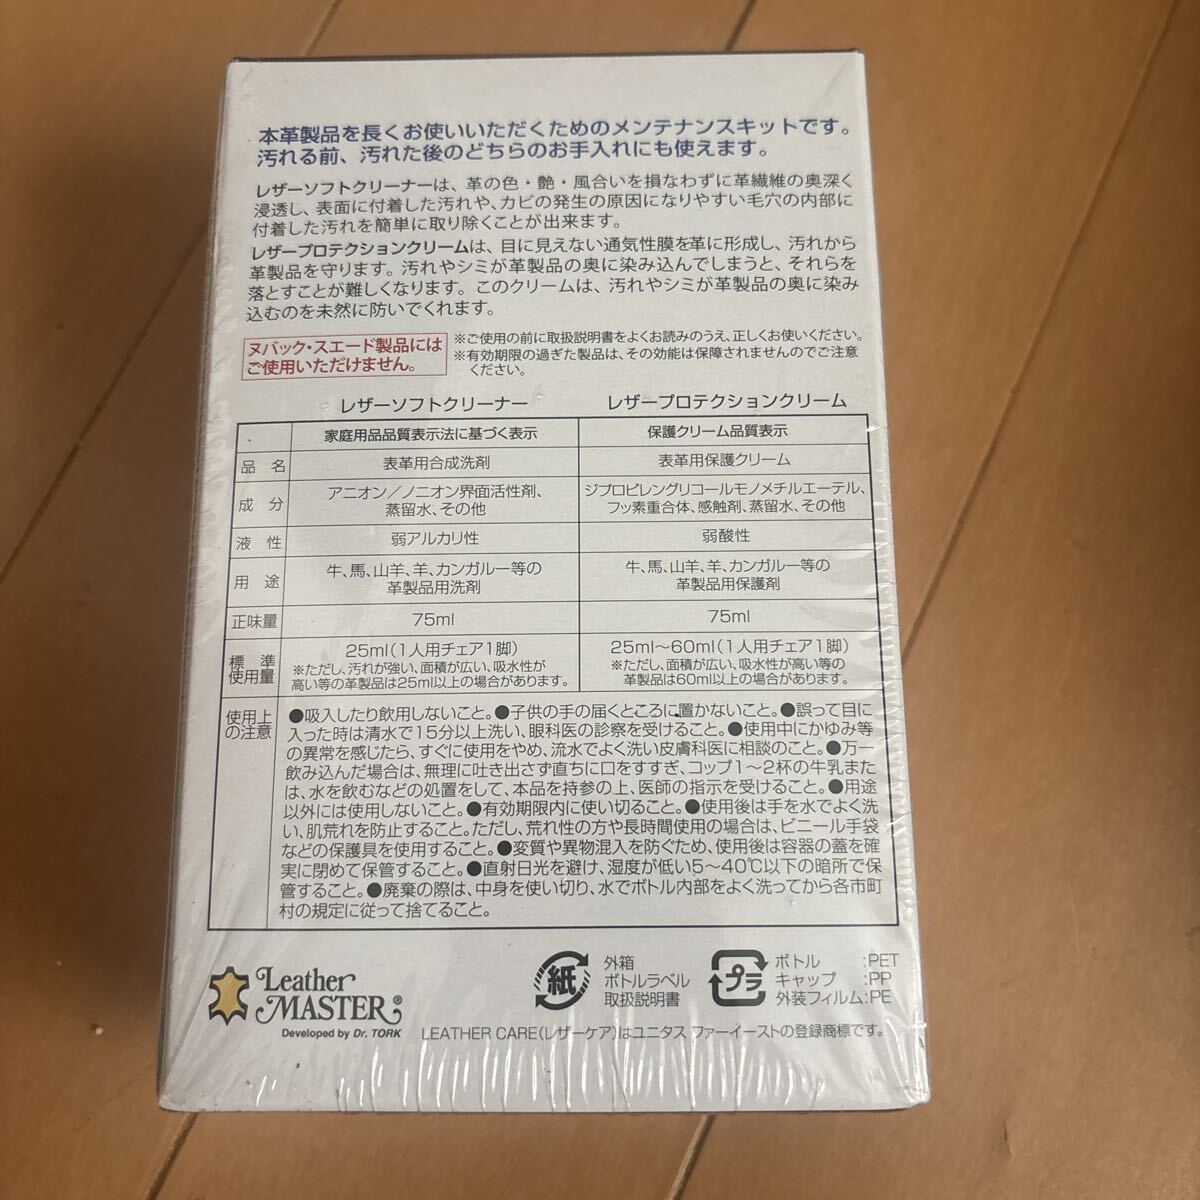 本革製品を長くお使いいただくためのメンテナンスキットです。
汚れる前、汚れた後のどちらのお手入れにも使えます。
レザーソフトクリーナーは、革の色・艶・風合いを損なわずに革繊維の奥深く
浸透し、表面に付着した汚れや、カビの発生の原因になりやすい毛穴の内部に
付着した汚れを簡単に取り除くことが出来ます。
レザープロテクションクリームは、目に見えない通気性膜を革に形成し、汚れから
革製品を守ります。汚れやシミが革製品の奥に染み込んでしまうと、それらを
落とすことが難しくなります。このクリームは、汚れやシミが革製品の奥に染み
込むのを未然に防いでくれます。
ヌバック・スエード製品には
ご使用いただけません。
※ご使用の前に取扱説明書をよくお読みのうえ、正しくお使いください。
※有効期限の過ぎた製品は、その効能は保障されませんのでご注意
ください。
レザーソフトクリーナー レザープロテクションクリーム
家庭用品品質表示法に基づく表示 保護クリーム品質表示
品名 表革用合成洗剤 表革用保護クリーム
成分 アニオン／ノニオン界面活性剤、 ジプロピレングリコールモノメチルエーテル、
蒸留水、その他 フッ素重合体、感触剤、蒸留水、その他
液性 弱アルカリ性 弱酸性
用途 牛、馬、山羊、羊、カンガルー等の 牛、馬、山羊、羊、カンガルー等の
革製品用洗剤 革製品用保護剤
正味量 75ml 75ml
標準 25ml(1人用チェア1脚) 25ml～60ml(1人用チェア1脚)
使用量 ※ただし、汚れが強い、面積が広い、吸水性が ※ただし、面積が広い、吸水性が高い等の
高い等の革製品は25ml以上の場合があります。 革製品は60ml以上の場合があります。
使用上
の注意
●吸入したり飲用しないこと。●子供の手の届くところに置かないこと。●誤って目に
入った時は清水で15分以上洗い、眼科医の診察を受けること。●使用中にかゆみ等
の異常を感じたら、すぐに使用をやめ、流水でよく洗い皮膚科医に相談のこと。●万一
飲み込んだ場合は、無理に吐き出さず直ちに口をすすぎ、コップ1～2杯の牛乳また
は、水を飲むなどの処置をして、本品を持参の上、医師の指示を受けること。●用途
以外には使用しないこと。●有効期限内に使い切ること。●使用後は手を水でよく洗
い、肌荒れを防止すること。ただし、荒れ性の方や長時間使用の場合は、ビニール手袋
などの保護具を使用すること。●変質や異物混入を防ぐため、使用後は容器の蓋を確
実に閉めて保管すること。●直射日光を避け、湿度が低い5～40℃以下の暗所で保
管すること。●廃棄の際は、中身を使い切り、水でボトル内部をよく洗ってから各市町
村の規定に従って捨てること。
Leather
MASTER®
Developed by Dr. TORK
紙
外箱
ボトルラベル
取扱説明書
プラ
ボトル :PET
キャップ :PP
外装フィルム:PE
LEATHER CARE(レザーケア)はユニタス ファーイーストの登録商標です。